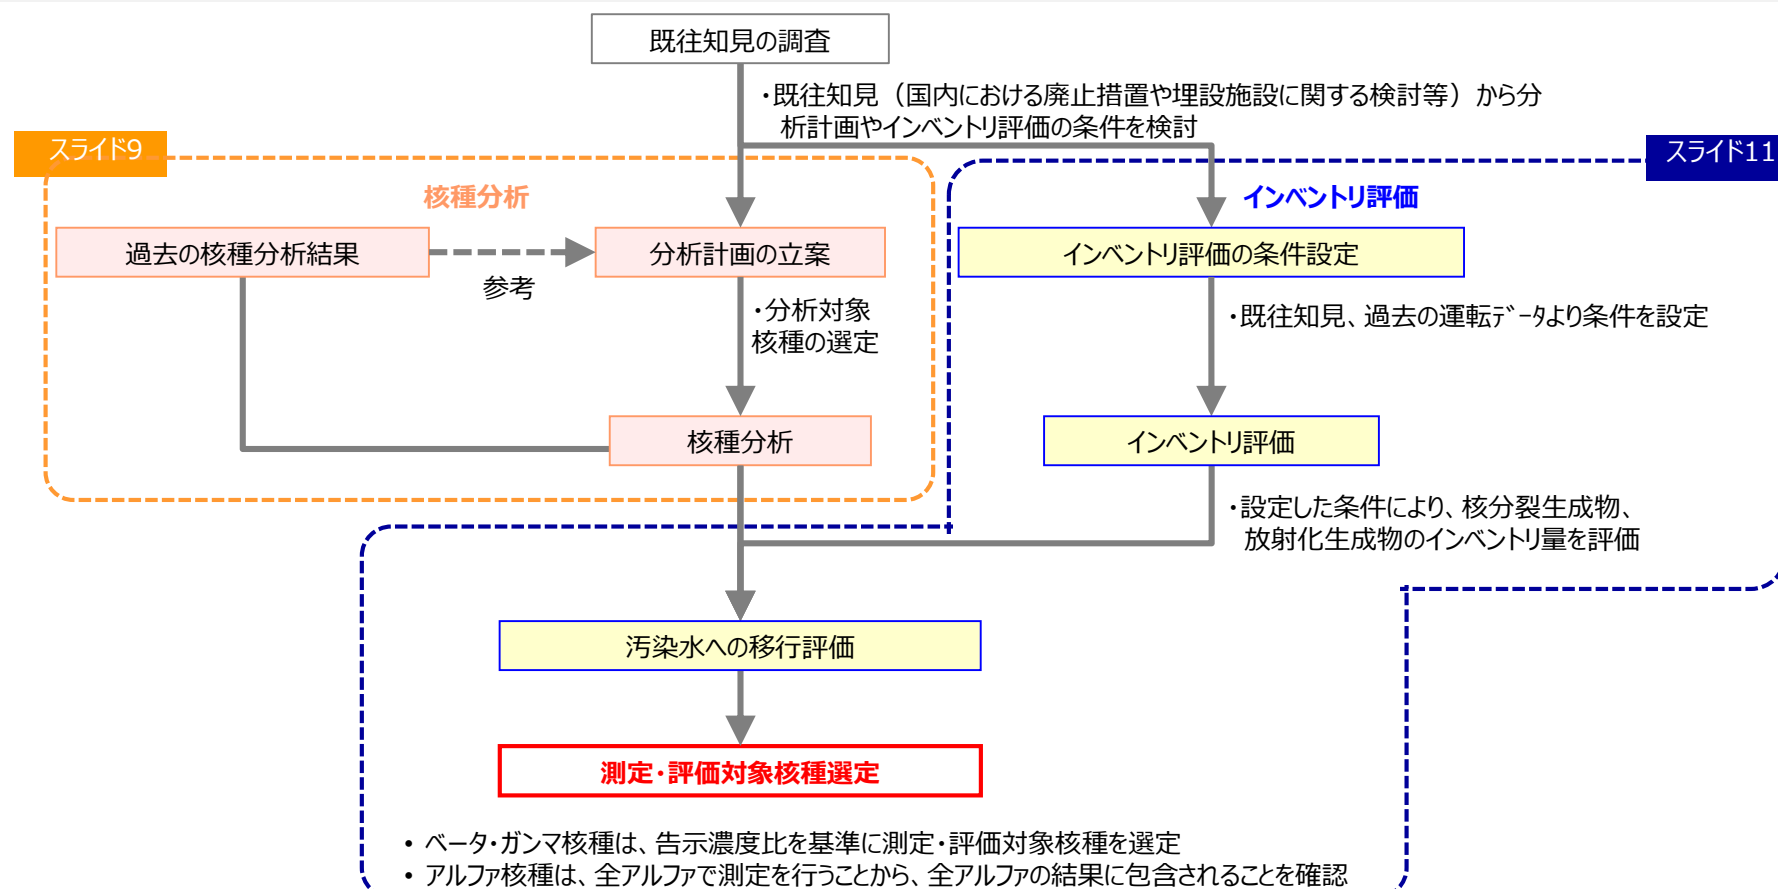 既往知見の調査
・既往知見（国内における廃止措置や埋設施設に関する検討等）から分
析計画やインベントリ評価の条件を検討
スライド9
スライド11
核種分析
インベントリ評価
過去の核種分析結果
参考
分析計画の立案
インベントリ評価の条件設定
・分析対象
核種の選定
・既往知見、過去の運転ﾃﾞｰﾀより条件を設定
核種分析
インベントリ評価
・設定した条件により、核分裂生成物、
放射化生成物のインベントリ量を評価
汚染水への移行評価
測定・評価対象核種選定
• ベータ・ガンマ核種は、告示濃度比を基準に測定・評価対象核種を選定
• アルファ核種は、全アルファで測定を行うことから、全アルファの結果に包含されることを確認